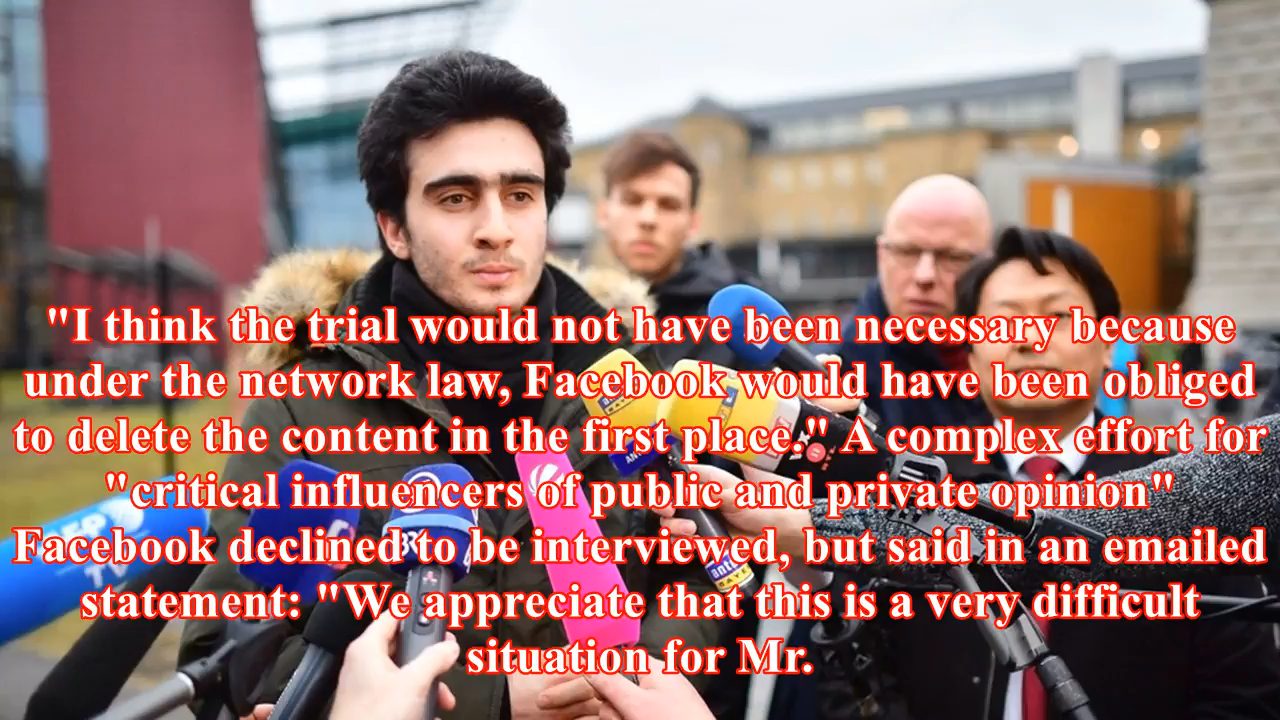 "I think the trial would not have been necessary because
under the network law, Facebook would have been obliged
to delete the content in the first place." A complex effort for
"critical influencers of public and private opinion"
Facebook declined to be interviewed, but said in an emailed
statement: "We appreciate that this is a very difficult
situation for Mr.
AFP
TV
BR